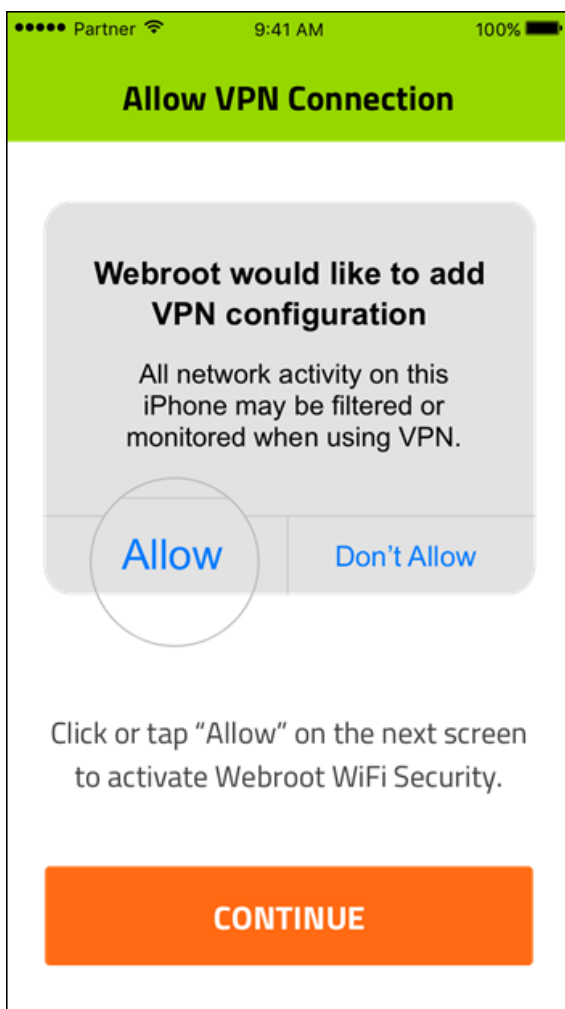 Partner 9:41 AM 100%
Allow VPN Connection
Webroot would like to add
VPN configuration
All network activity on this
iPhone may be filtered or
monitored when using VPN.
Allow Don’t Allow
Click or tap “Allow” on the next screen
to activate Webroot WiFi Security.
CONTINUE